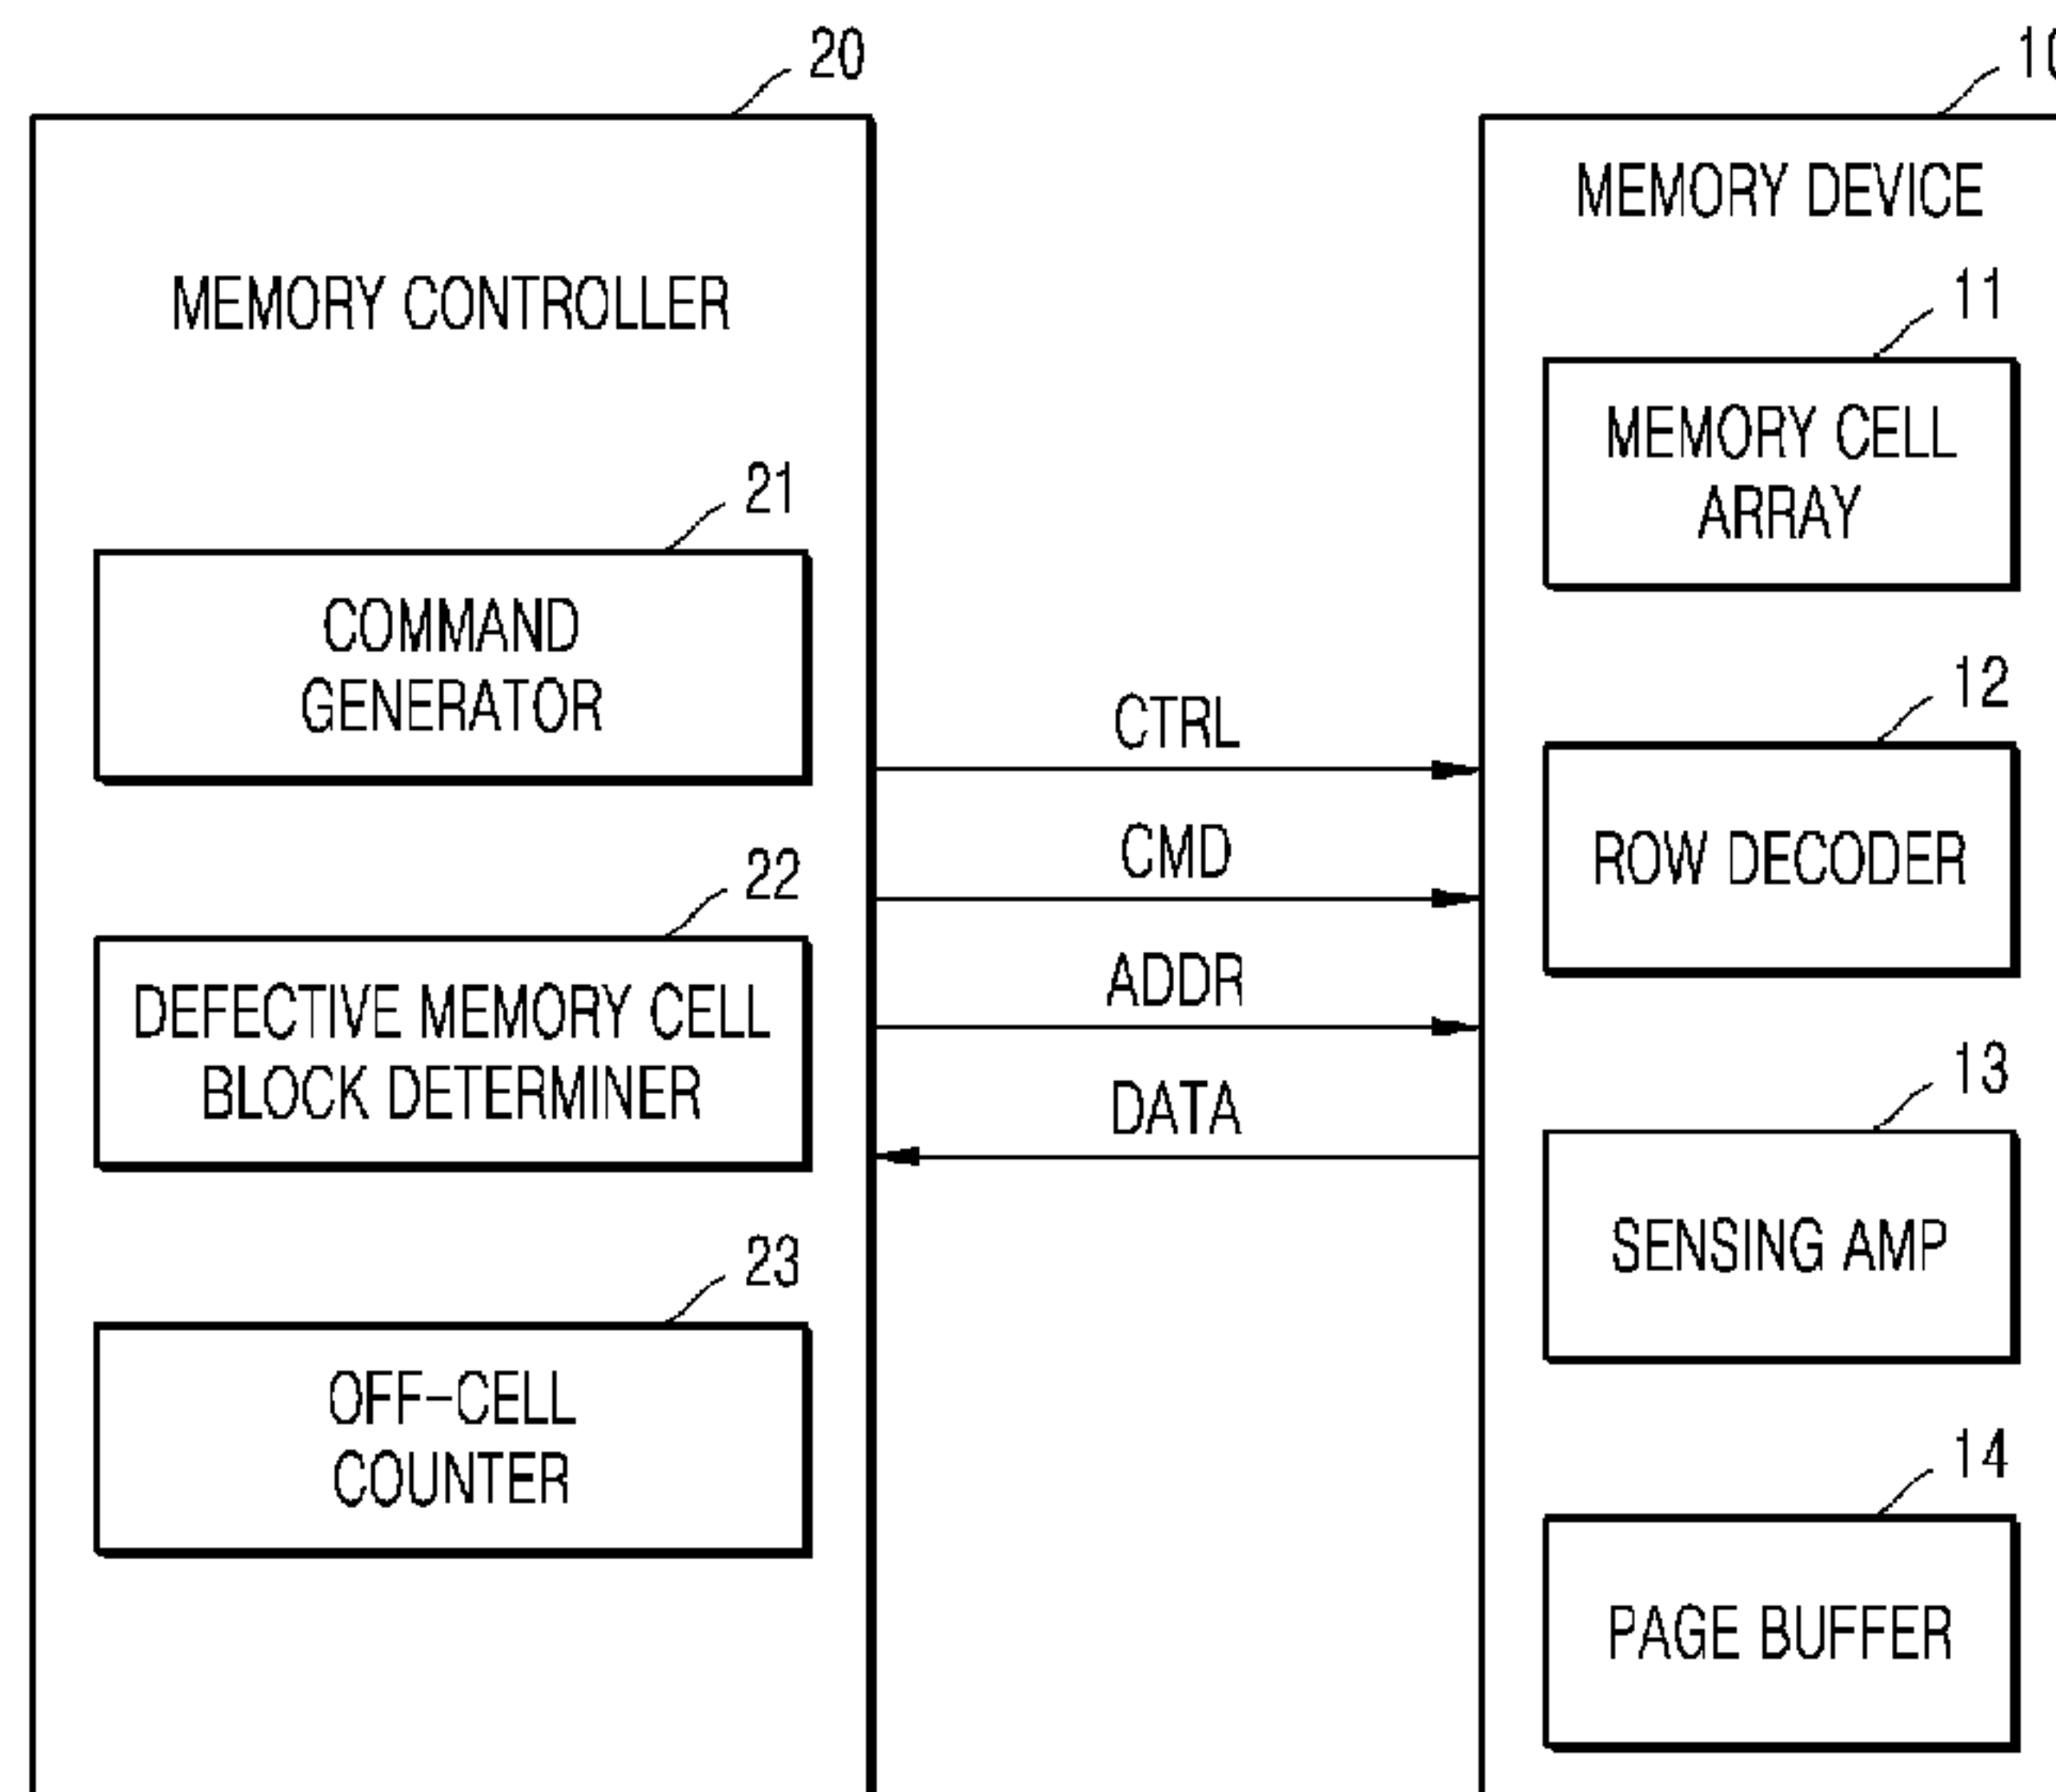 20
10
MEMORY CONTROLLER
MEMORY DEVICE
21
COMMAND
GENERATOR
22
DEFECTIVE MEMORY CELL
BLOCK DETERMINER
23
OFF-CELL
COUNTER
CTRL
CMD
ADDR
DATA
11
MEMORY CELL
ARRAY
12
ROW DECODER
13
SENSING AMP
14
PAGE BUFFER